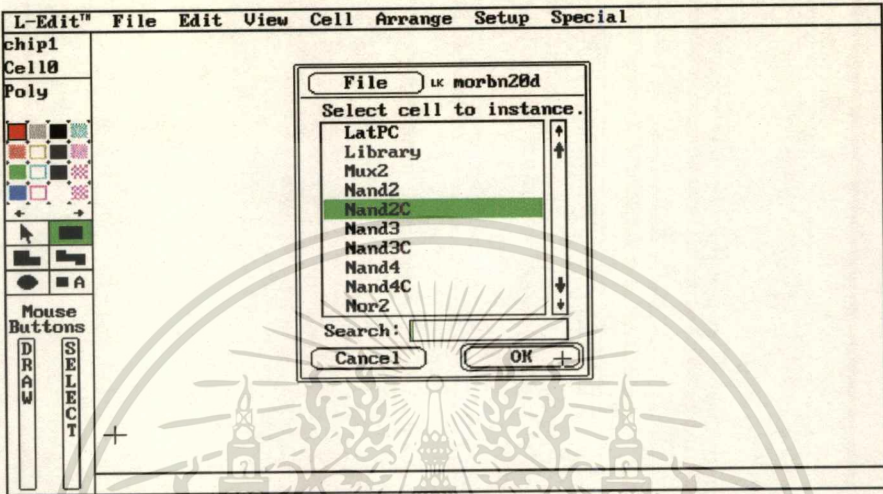 L-Edit™ File Edit View Cell Arrange Setup Special
chip1
Cell0
Poly
A
Mouse
Buttons
DRAW
SELECT
File LK morbn20d
Select cell to instance.
LatPC
Library
Mux2
Nand2
Nand2C
Nand3
Nand3C
Nand4
Nand4C
Nor2
Search:
Cancel OK